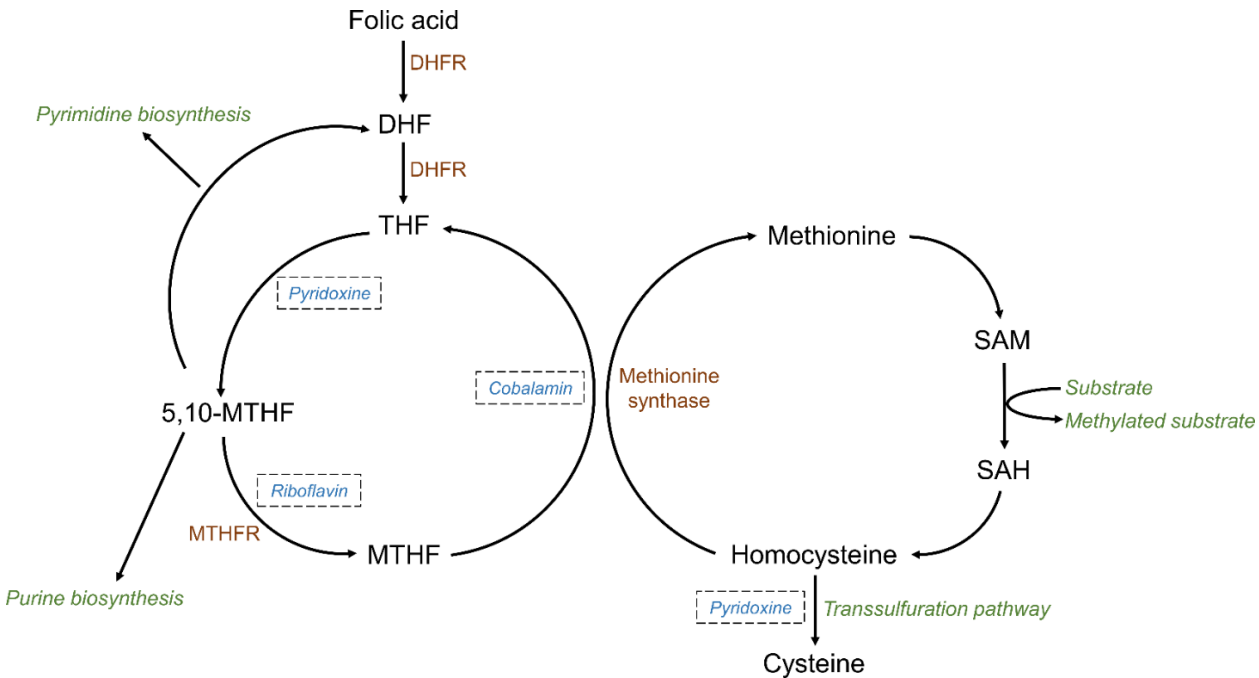 Folic acid
DHFR
Pyrimidine biosynthesis
DHF
DHFR
THF
Methionine
Pyridoxine
SAM
Cobalamin
Methionine
synthase
Substrate
5,10-MTHF
Methylated substrate
Riboflavin
SAH
MTHFR
MTHF
Homocysteine
Purine biosynthesis
Pyridoxine
Transsulfuration pathway
Cysteine